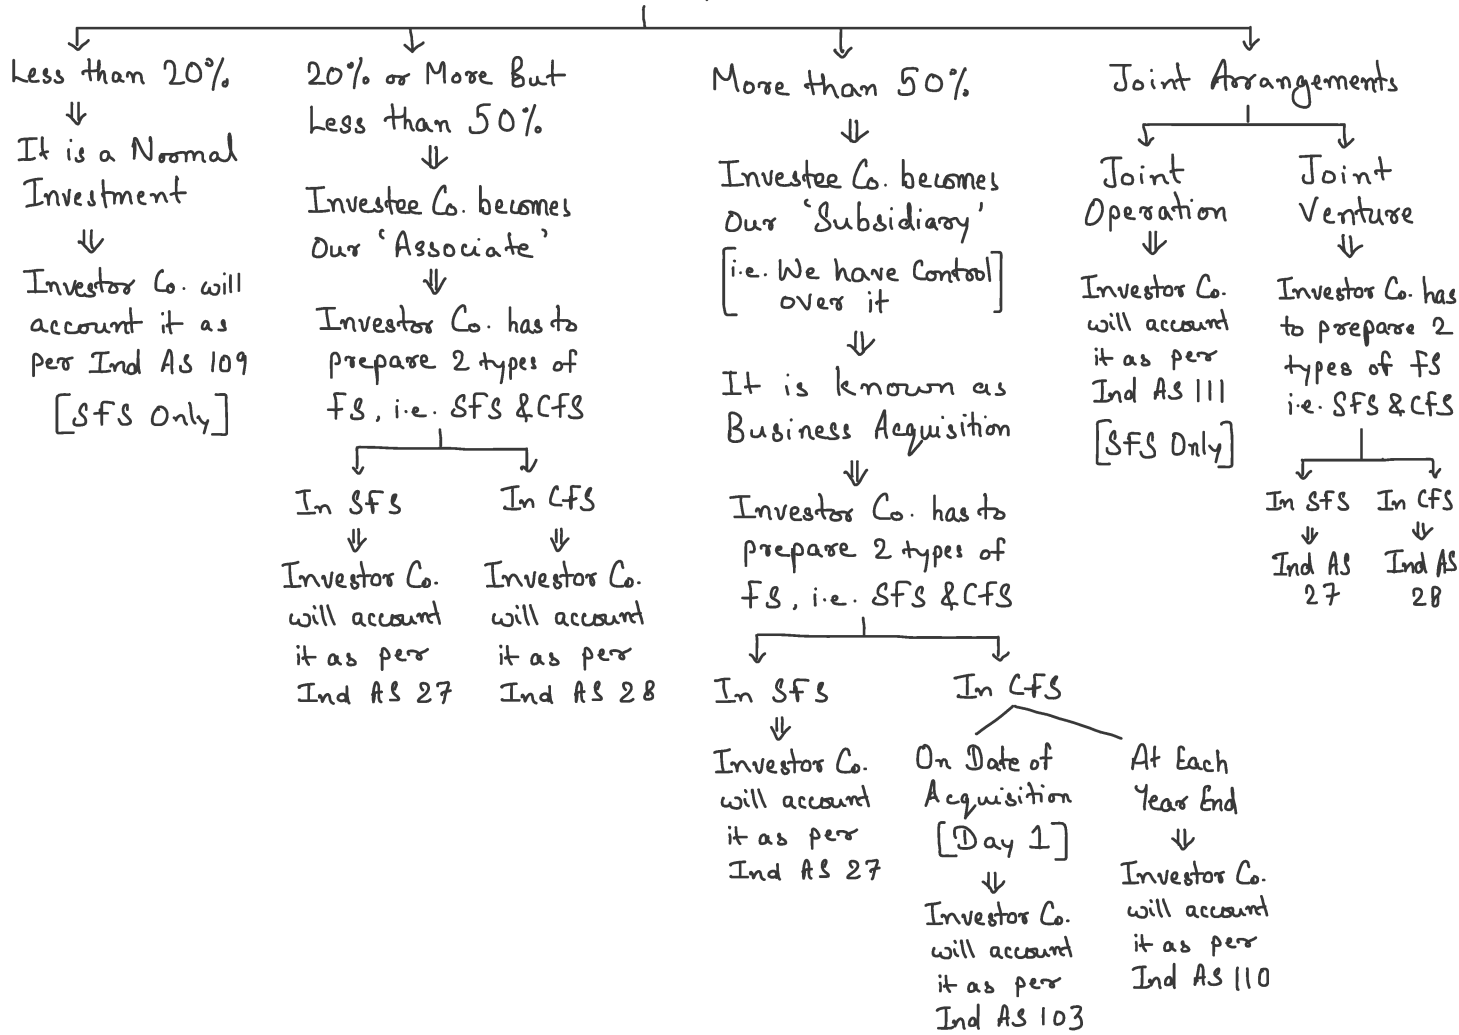 Less than 20%
It is a Normal
Investment
Investor Co. will
account it as
per Ind AS 109
[SFS Only]
20% or More But
Less than 50%
Investee Co. becomes
Our 'Associate'
Investor Co. has to
prepare 2 types of
FS, i.e. SFS & CFS
In SFS
Investor Co.
will account
it as per
Ind AS 27
In CFS
Investor Co.
will account
it as per
Ind AS 28
More than 50%
Investee Co. becomes
Our 'Subsidiary'
[i.e. We have Control
over it]
It is known as
Business Acquisition
Investor Co. has to
prepare 2 types of
FS, i.e. SFS & CFS
In SFS
Investor Co.
will account
it as per
Ind AS 27
In CFS
On Date of
Acquisition
[Day 1]
Investor Co.
will account
it as per
Ind AS 103
At Each
Year End
Investor Co.
will account
it as per
Ind AS 110
Joint Arrangements
Joint
Operation
Investor Co.
will account
it as per
Ind AS 111
[SFS Only]
Joint
Venture
Investor Co. has
to prepare 2
types of FS
i.e. SFS & CFS
In SFS
Ind AS
27
In CFS
Ind AS
28